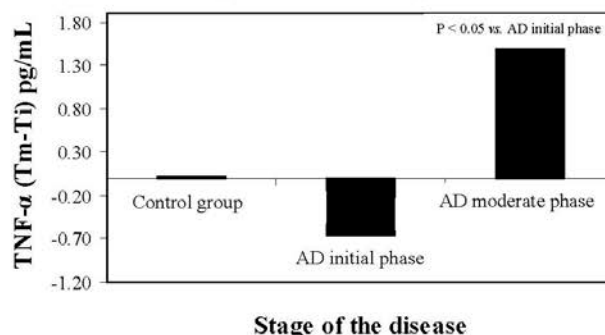 TNF-α (Tm-Ti) pg/mL
1.80
1.30
0.80
0.30
-0.20
-0.70
-1.20
P < 0.05 vs. AD initial phase
Control group
AD initial phase
AD moderate phase
Stage of the disease